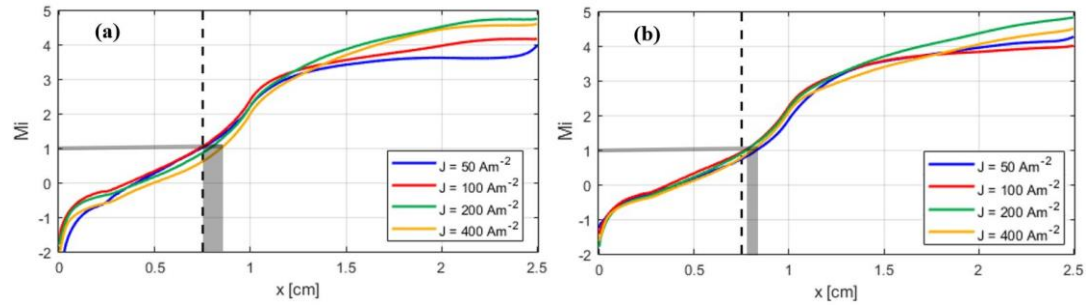 (a)
5
4
3
2
1
0
-1
-2
Mi
0
0.5
1
1.5
2
2.5
x [cm]
J = 50 Am⁻²
J = 100 Am⁻²
J = 200 Am⁻²
J = 400 Am⁻²
(b)
5
4
3
2
1
0
-1
-2
Mi
0
0.5
1
1.5
2
2.5
x [cm]
J = 50 Am⁻²
J = 100 Am⁻²
J = 200 Am⁻²
J = 400 Am⁻²